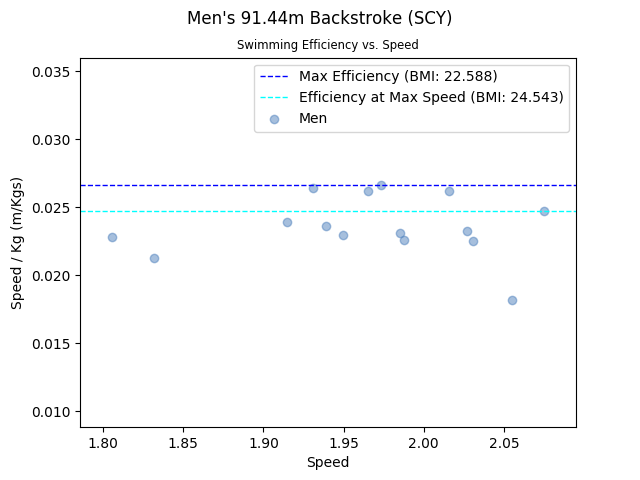 Men's 91.44m Backstroke (SCY)
Swimming Efficiency vs. Speed
Max Efficiency (BMI: 22.588)
Efficiency at Max Speed (BMI: 24.543)
Men
Speed / Kg (m/Kgs)
0.035
0.030
0.025
0.020
0.015
0.010
1.80 1.85 1.90 1.95 2.00 2.05
Speed